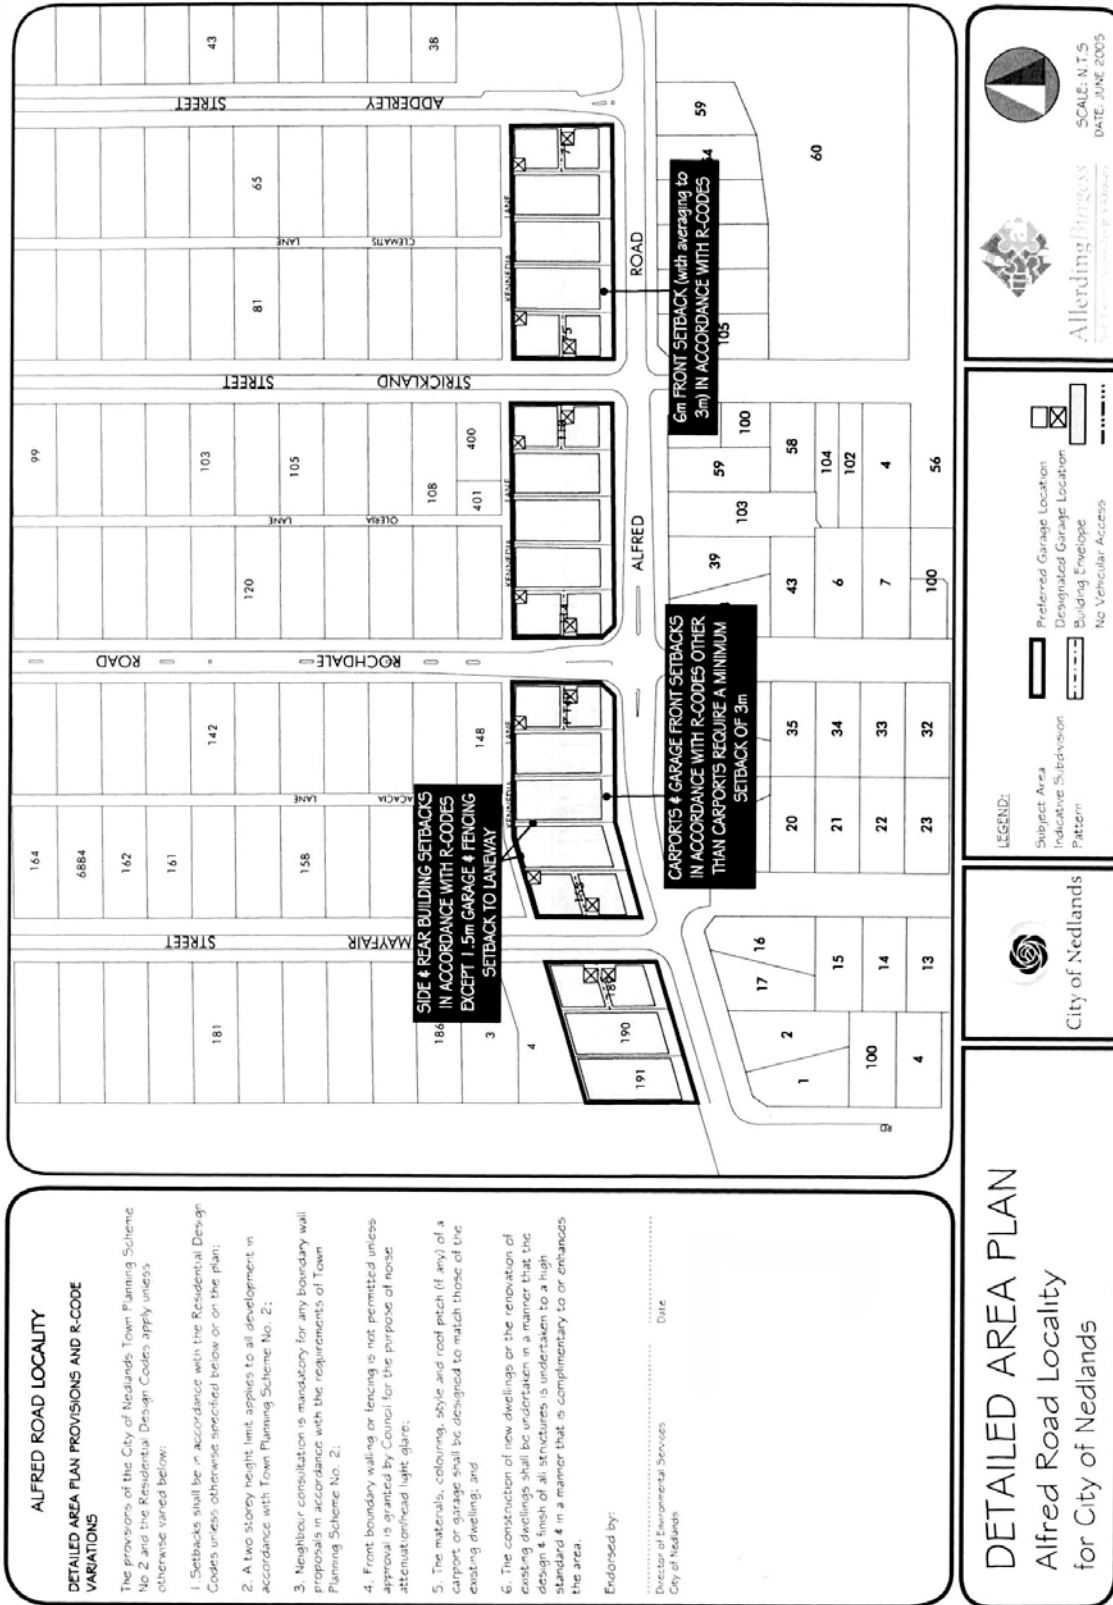 ALFRED ROAD LOCALITY
DETAILED AREA PLAN PROVISIONS AND R-CODE
VARIATIONS
The provisions of the City of Nedlands Town Planning Scheme
No 2 and the Residential Design Codes apply unless
otherwise varied below:
1. Setbacks shall be in accordance with the Residential Design
Codes unless otherwise specified below or on the plan;
2. A two storey height limit applies to all development in
accordance with Town Planning Scheme No. 2;
3. Neighbour consultation is mandatory for any boundary wall
proposals in accordance with the requirements of Town
Planning Scheme No. 2;
4. Front boundary walling or fencing is not permitted unless
approval is granted by Council for the purpose of noise
attenuation/head light glare;
5. The materials, colouring, style and roof pitch (if any) of a
carport or garage shall be designed to match those of the
existing dwelling; and
6. The construction of new dwellings or the renovation of
existing dwellings shall be undertaken in a manner that the
design & finish of all structures is undertaken to a high
standard & in a manner that is complimentary to or enhances
the area.
Endorsed by:
Director of Environmental Services
City of Nedlands
Date
164
6884
162
161
158
142
148
181
186
3
4
99
103
105
108
400
401
120
65
81
43
38
MAYFAIR STREET
ACACIA LANE
ROCHDALE ROAD
OLERIA LANE
STRICKLAND STREET
CLEMATIS LANE
ADDERLEY STREET
KENNEDIA LANE
KENNEDIA LANE
KENNEDIA LANE
ALFRED ROAD
189
190
191
SIDE & REAR BUILDING SETBACKS
IN ACCORDANCE WITH R-CODES
EXCEPT 1.5m GARAGE & FENCING
SETBACK TO LANEWAY
CARPORTS & GARAGE FRONT SETBACKS
IN ACCORDANCE WITH R-CODES OTHER
THAN CARPORTS REQUIRE A MINIMUM
SETBACK OF 3m
6m FRONT SETBACK (with averaging to
3m) IN ACCORDANCE WITH R-CODES
RD
1
2
100
4
17
16
15
14
13
20
35
21
34
22
33
23
32
39
43
6
7
100
103
59
100
58
104
102
4
56
105
59
60
DETAILED AREA PLAN
Alfred Road Locality
for City of Nedlands
City of Nedlands
LEGEND:
Subject Area
Indicative Subdivision
Pattern
Preferred Garage Location
Designated Garage Location
Building Envelope
No Vehicular Access
Allerding Burgess
SCALE: N.T.S
DATE: JUNE 2005